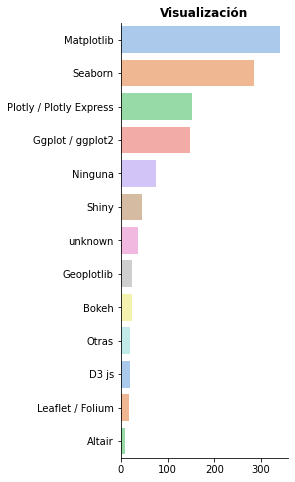 Visualización
Matplotlib
Seaborn
Plotly / Plotly Express
Ggplot / ggplot2
Ninguna
Shiny
unknown
Geoplotlib
Bokeh
Otras
D3 js
Leaflet / Folium
Altair
0 100 200 300